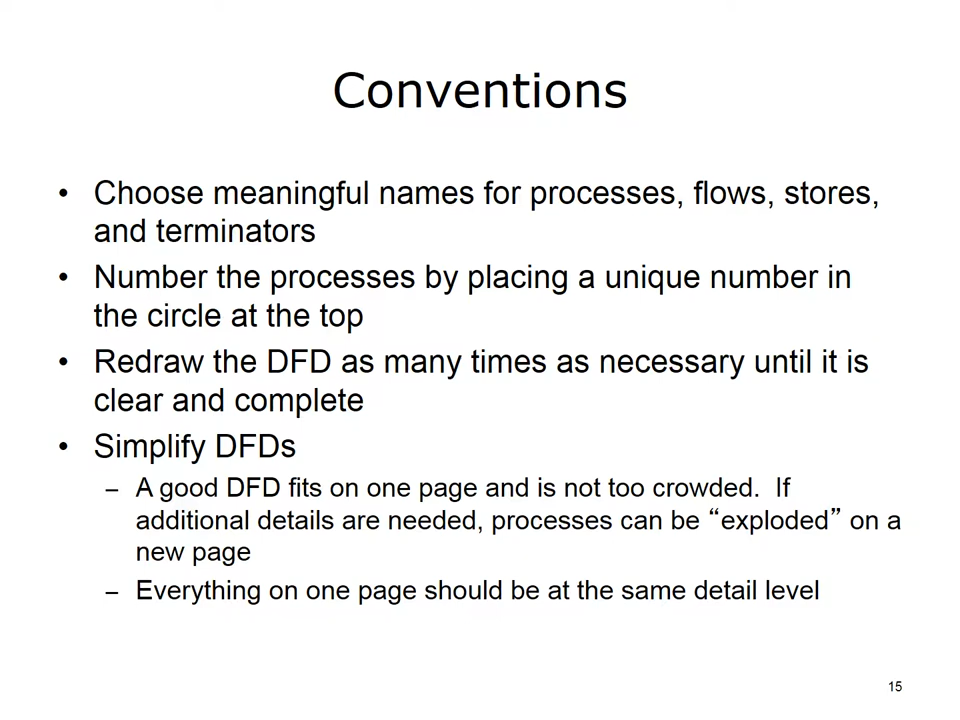 Conventions
• Choose meaningful names for processes, flows, stores,
and terminators
• Number the processes by placing a unique number in
the circle at the top
• Redraw the DFD as many times as necessary until it is
clear and complete
• Simplify DFDs
– A good DFD fits on one page and is not too crowded.  If
additional details are needed, processes can be “exploded” on a
new page
– Everything on one page should be at the same detail level
15